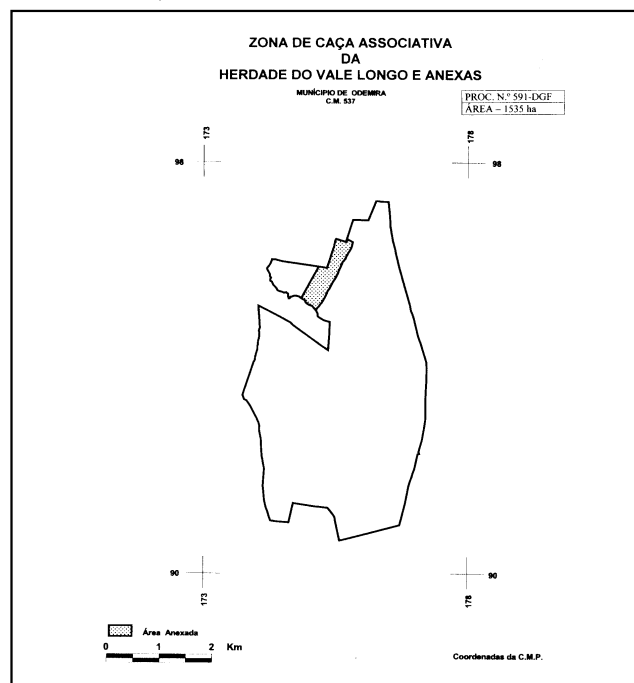 ZONA DE CAÇA ASSOCIATIVA
DA
HERDADE DO VALE LONGO E ANEXAS
MUNÍCIPIO DE ODEMIRA
C.M. 537
PROC. N.º 591-DGF
ÁREA – 1535 ha
173
178
98
98
90
90
173
178
Área Anexada
0 1 2 Km
Coordenadas da C.M.P.